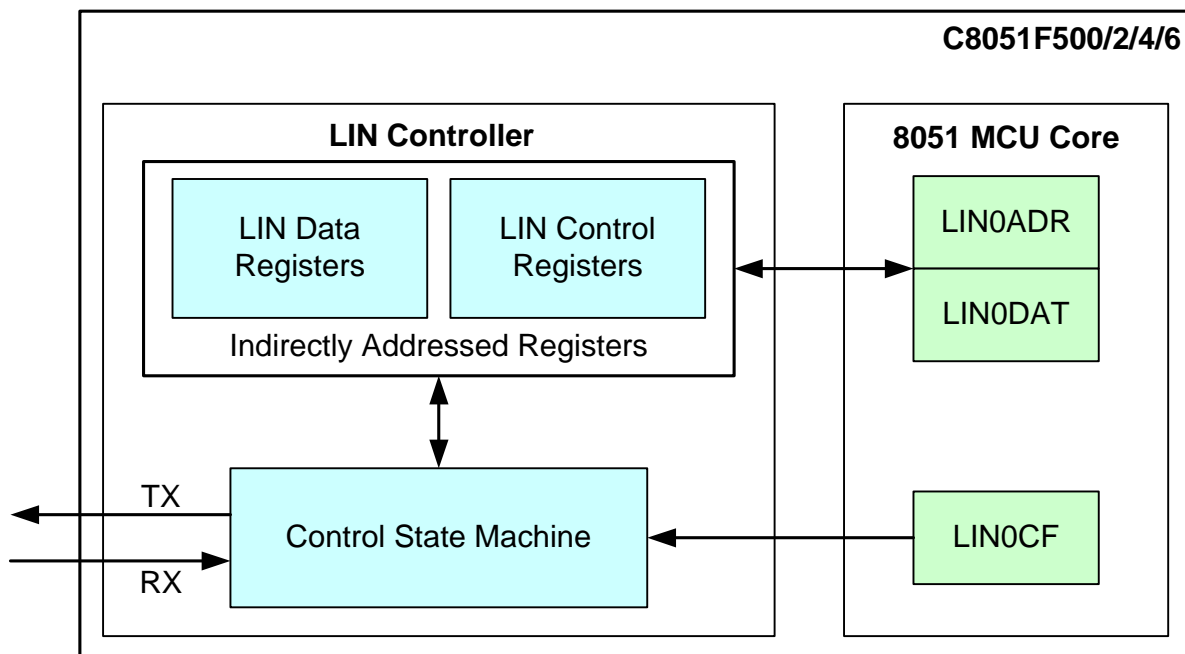 C8051F500/2/4/6
LIN Controller
8051 MCU Core
LIN Data
Registers
LIN Control
Registers
Indirectly Addressed Registers
LIN0ADR
LIN0DAT
TX
RX
Control State Machine
LIN0CF